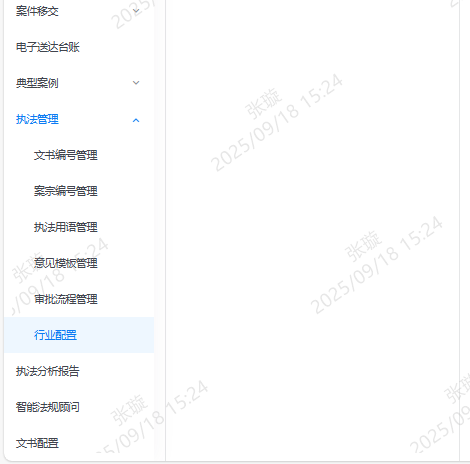 案件移交
电子送达台账
典型案例
执法管理
文书编号管理
案宗编号管理
执法用语管理
意见模板管理
审批流程管理
行业配置
执法分析报告
智能法规顾问
文书配置
张璇
2025/09/18 15:24
张璇
2025/09/18 15:24
张璇
2025/09/18 15:24
张璇
2025/09/18 15:24